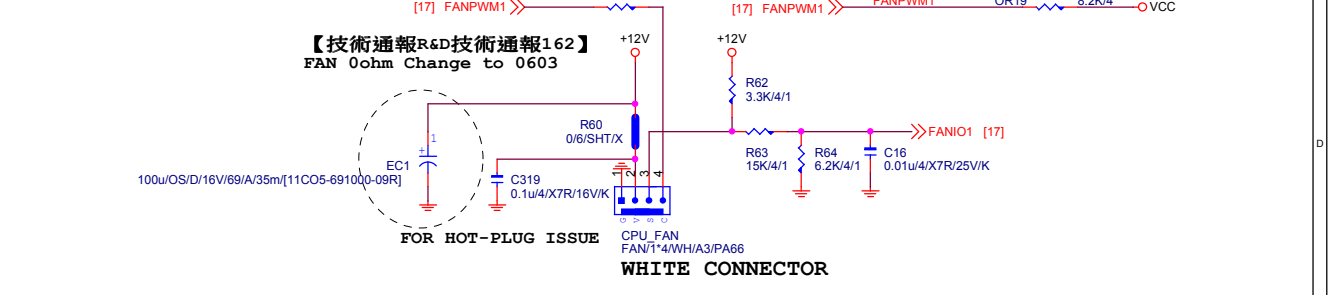 [17] FANPWM1
[17] FANPWM1
FANPWM1
OR19
8.2K/4
VCC
【技術通報R&D技術通報162】
FAN 0ohm Change to 0603
+12V
+12V
R62
3.3K/4/1
R60
0/6/SHT/X
FANIO1 [17]
1
+
EC1
100u/OS/D/16V/69/A/35m/[11CO5-691000-09R]
C319
0.1u/4/X7R/16V/K
R63
15K/4/1
R64
6.2K/4/1
C16
0.01u/4/X7R/25V/K
1
2
3
4
G
V
S
C
FOR HOT-PLUG ISSUE
CPU_FAN
FAN/1*4/WH/A3/PA66
WHITE CONNECTOR
D